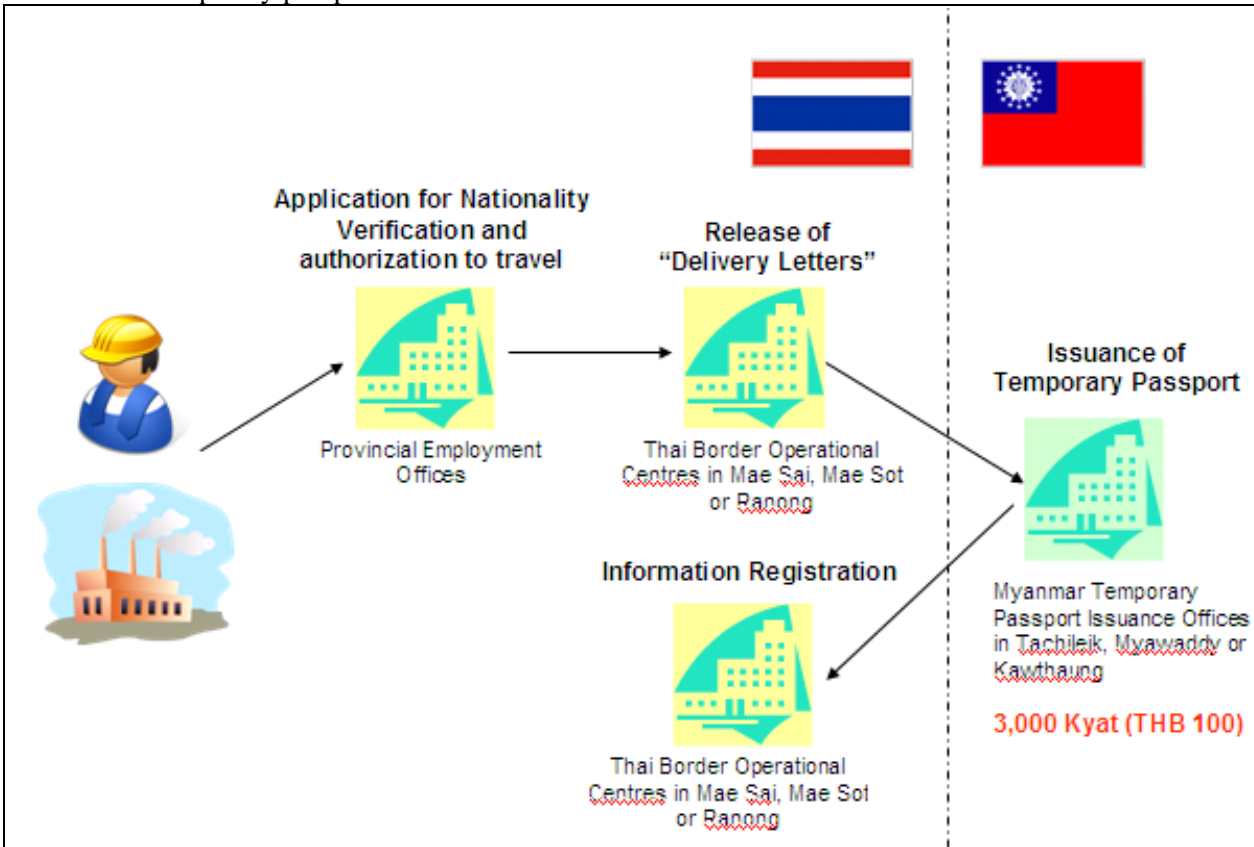 Application for Nationality
Verification and
authorization to travel
Release of
“Delivery Letters”
Issuance of
Temporary Passport
Provincial Employment
Offices
Thai Border Operational
Centres in Mae Sai, Mae Sot
or Ranong
Information Registration
Myanmar Temporary
Passport Issuance Offices
in Tachileik, Myawaddy or
Kawthaung
3,000 Kyat (THB 100)
Thai Border Operational
Centres in Mae Sai, Mae Sot
or Ranong